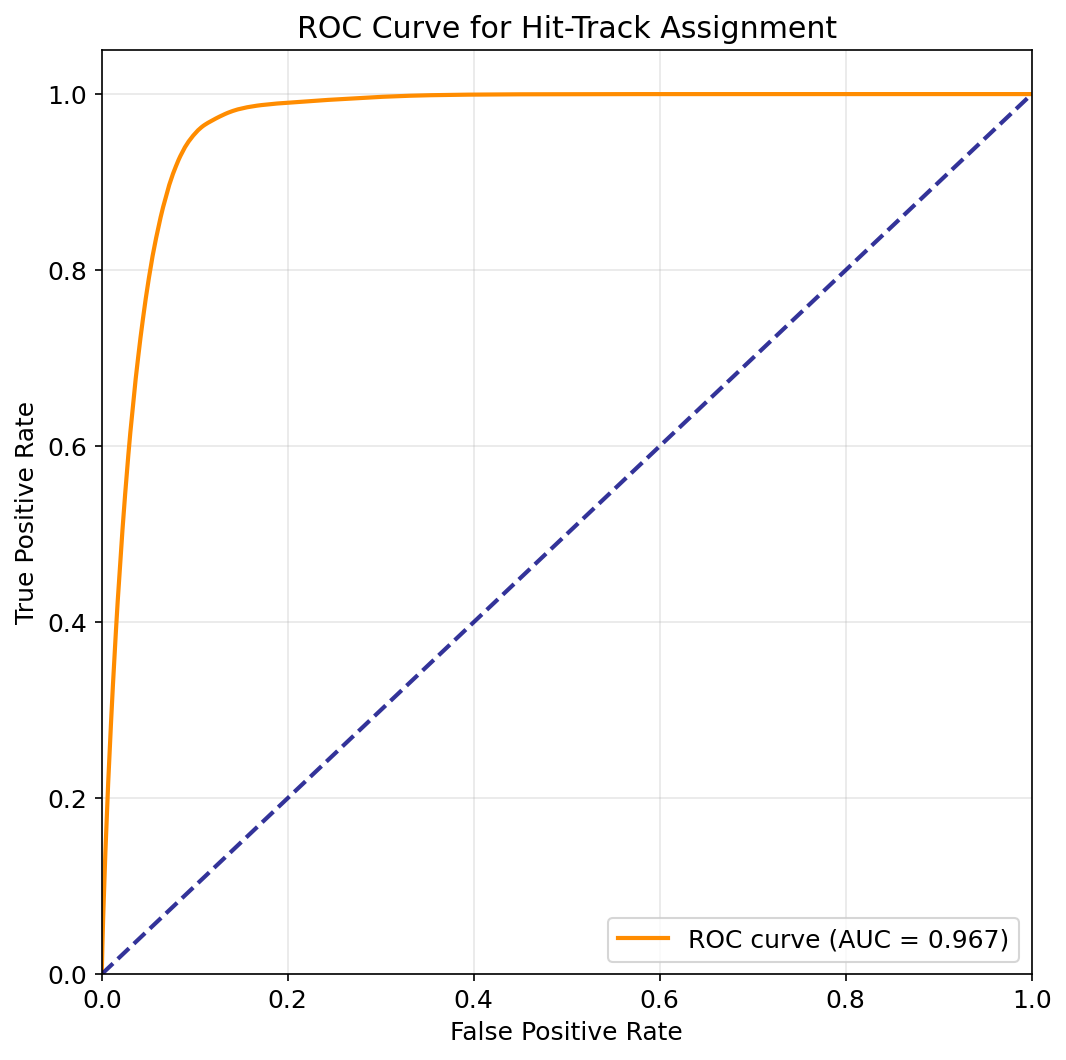 ROC Curve for Hit-Track Assignment
True Positive Rate
1.0
0.8
0.6
0.4
0.2
0.0
ROC curve (AUC = 0.967)
0.0 0.2 0.4 0.6 0.8 1.0
False Positive Rate